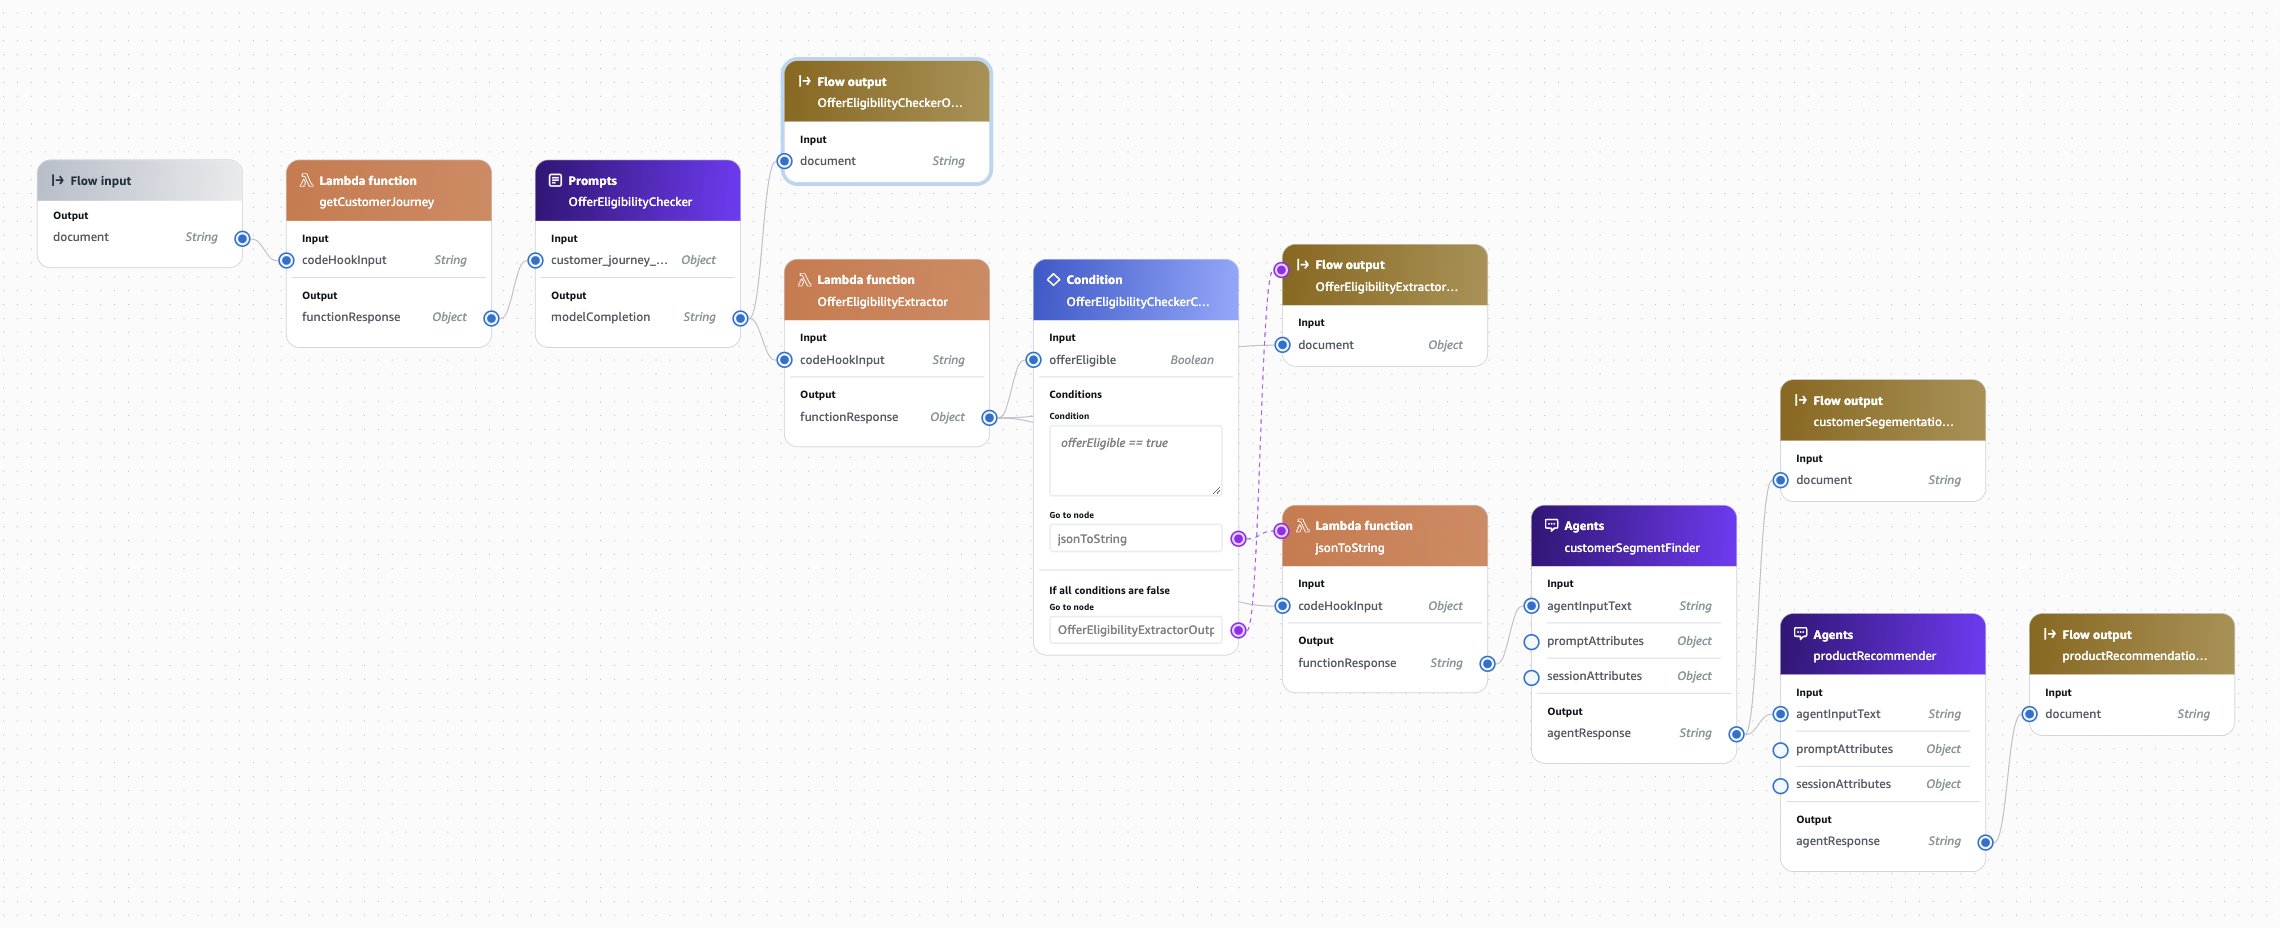 Flow input
Output
document String
Lambda function
getCustomerJourney
Input
codeHookInput String
Output
functionResponse Object
Prompts
OfferEligibilityChecker
Input
customer_journey_... Object
Output
modelCompletion String
Flow output
OfferEligibilityCheckerO...
Input
document String
Lambda function
OfferEligibilityExtractor
Input
codeHookInput String
Output
functionResponse Object
Condition
OfferEligibilityCheckerC...
Input
offerEligible Boolean
Conditions
Condition
offerEligible == true
Go to node
jsonToString
If all conditions are false
Go to node
OfferEligibilityExtractorOutp
Flow output
OfferEligibilityExtractor...
Input
document Object
Lambda function
jsonToString
Input
codeHookInput Object
Output
functionResponse String
Agents
customerSegmentFinder
Input
agentInputText String
promptAttributes Object
sessionAttributes Object
Output
agentResponse String
Flow output
customerSegementatio...
Input
document String
Agents
productRecommender
Input
agentInputText String
promptAttributes Object
sessionAttributes Object
Output
agentResponse String
Flow output
productRecommendatio...
Input
document String